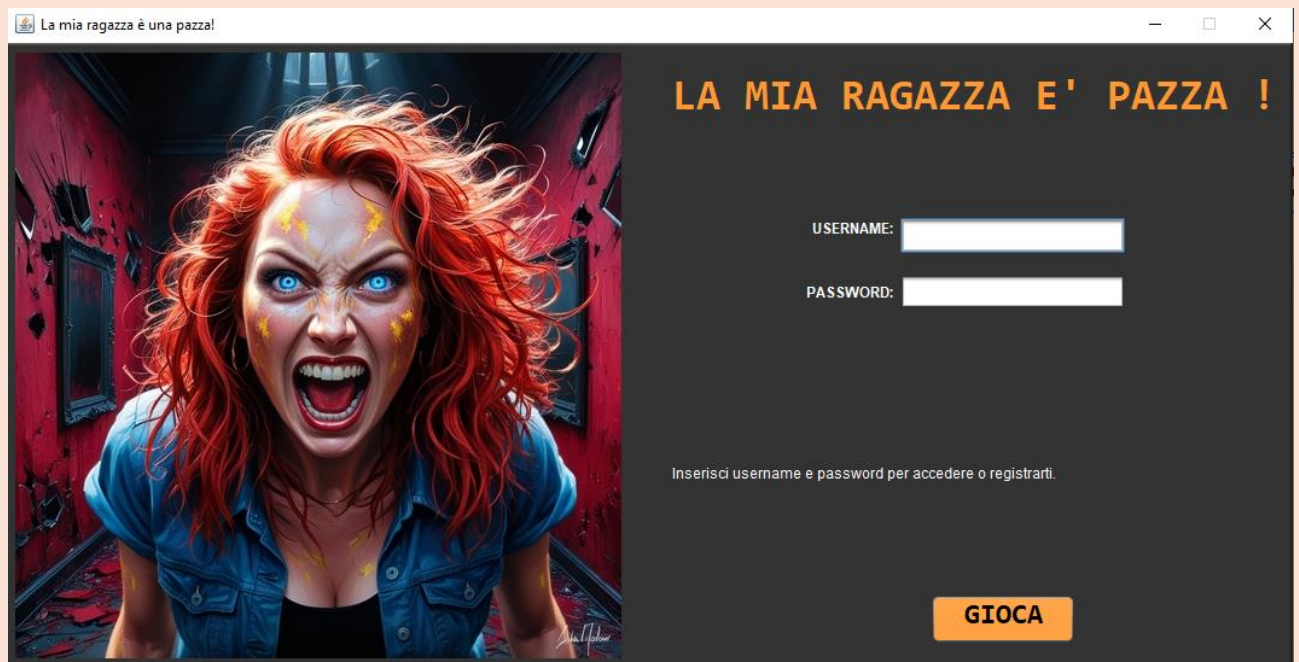 La mia ragazza è una pazza!
LA MIA RAGAZZA E' PAZZA !
USERNAME:
PASSWORD:
Inserisci username e password per accedere o registrarti.
GIOCA